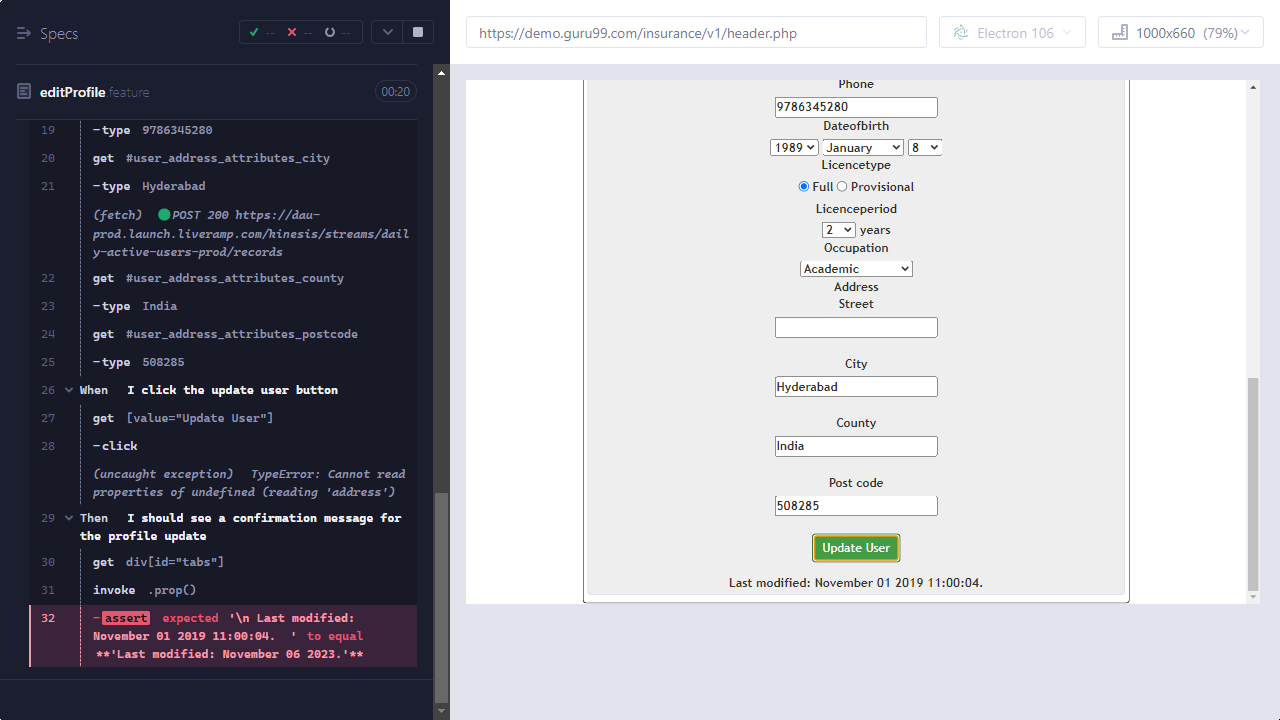 Specs
--
--
--
editProfile.feature
00:20
19 -type 9786345280
20 get #user_address_attributes_city
21 -type Hyderabad
(fetch) POST 200 https://dau-
prod.launch.liveramp.com/kinesis/streams/dail
y-active-users-prod/records
22 get #user_address_attributes_county
23 -type India
24 get #user_address_attributes_postcode
25 -type 508285
26 When I click the update user button
27 get [value="Update User"]
28 -click
(uncaught exception) TypeError: Cannot read
properties of undefined (reading 'address')
29 Then I should see a confirmation message for
the profile update
30 get div[id="tabs"]
31 invoke .prop()
32 -assert expected '\n Last modified:
November 01 2019 11:00:04. ' to equal
**'Last modified: November 06 2023.'**
https://demo.guru99.com/insurance/v1/header.php
Electron 106
1000x660 (79%)
Phone
9786345280
Dateofbirth
1989 January 8
Licencetype
Full Provisional
Licenceperiod
2 years
Occupation
Academic
Address
Street
City
Hyderabad
County
India
Post code
508285
Update User
Last modified: November 01 2019 11:00:04.